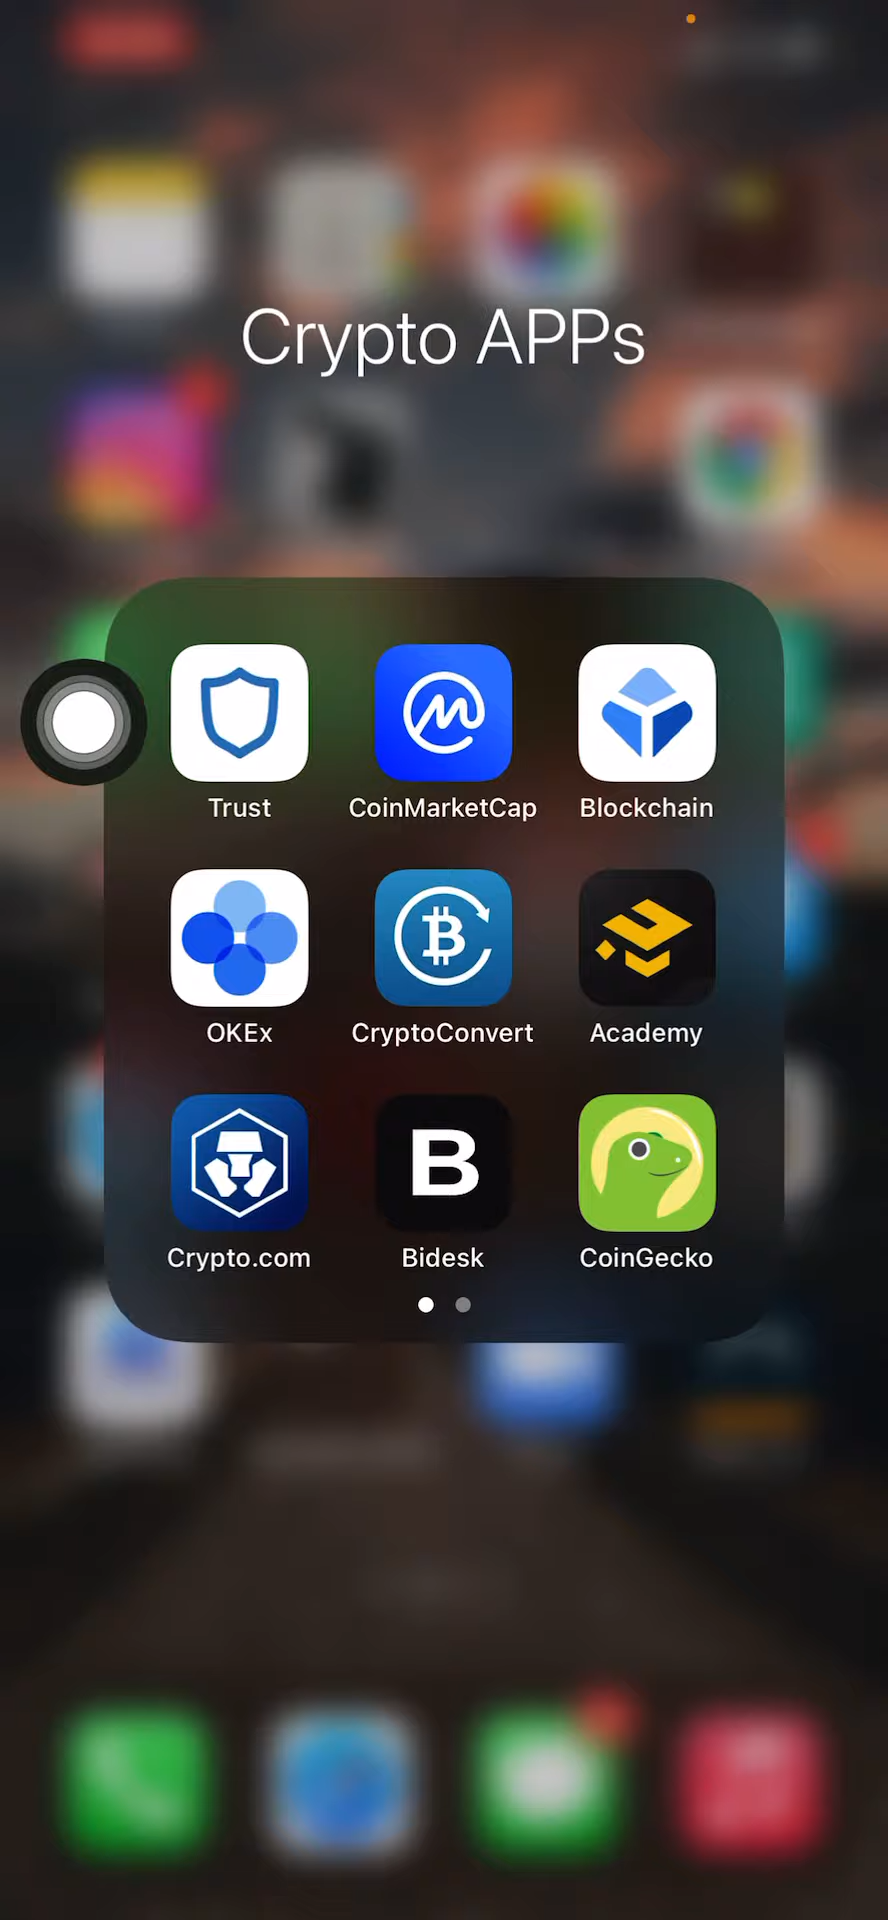 Crypto APPs
Trust
CoinMarketCap
Blockchain
OKEx
CryptoConvert
Academy
B
Crypto.com
Bidesk
CoinGecko